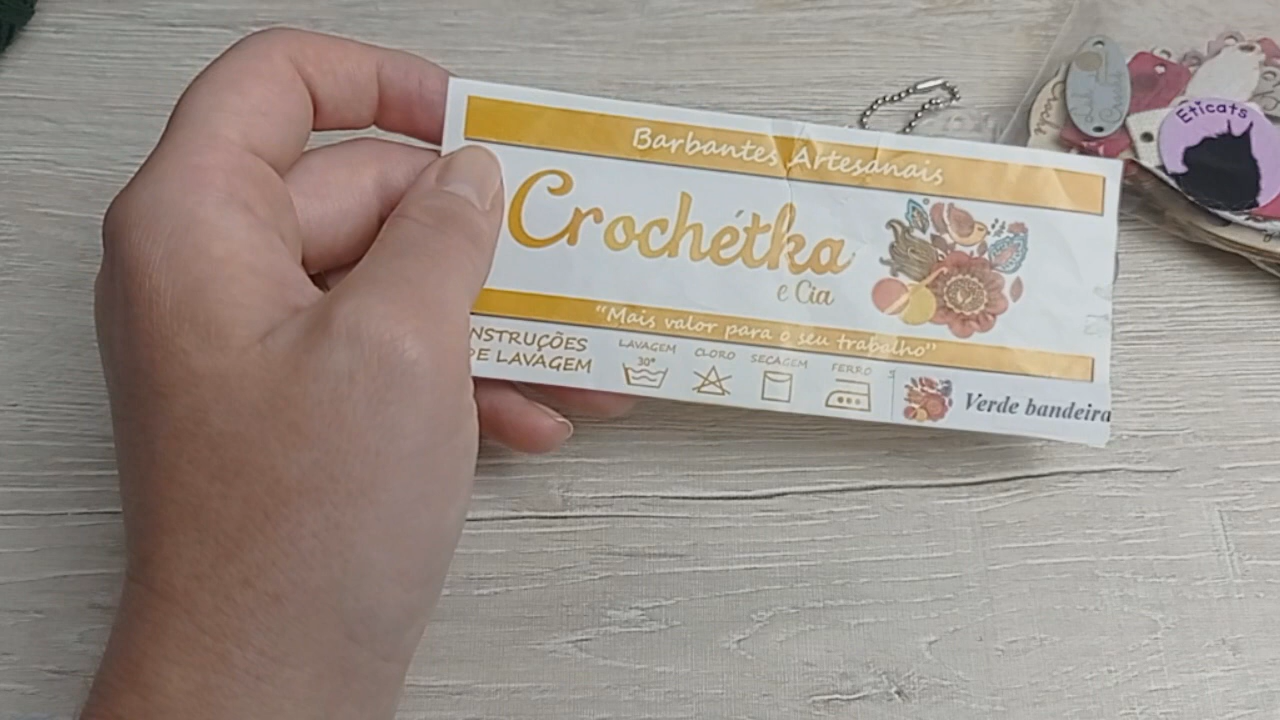 Barbantes Artesanais
Crochétka
e Cia
"Mais valor para o seu trabalho"
NSTRUÇÕES
DE LAVAGEM
LAVAGEM
30°
CLORO
SECAGEM
FERRO
Verde bandeira
Eticats